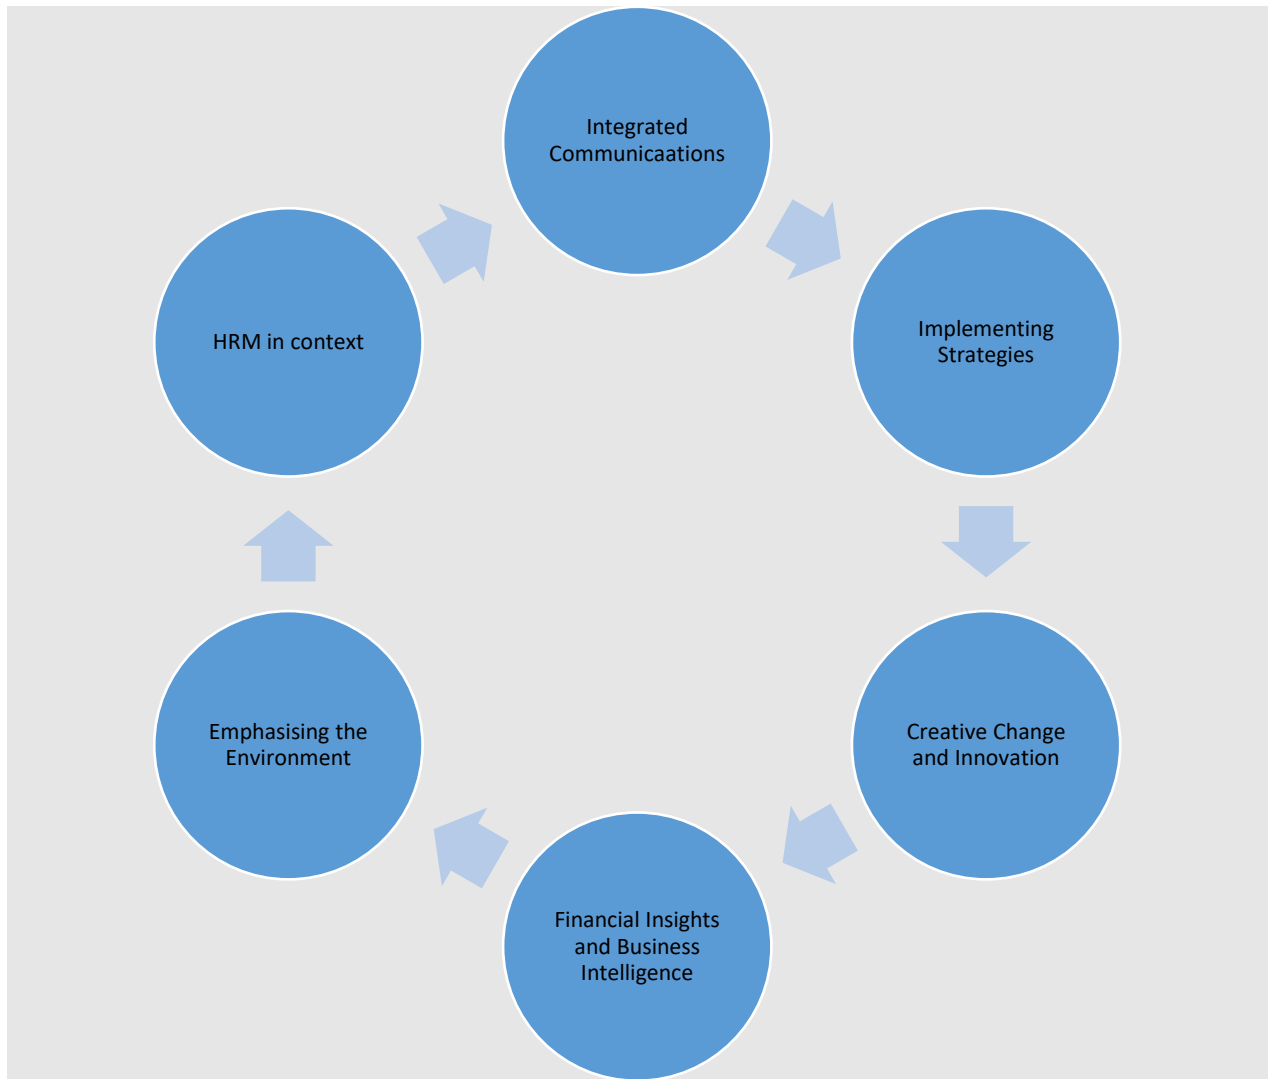 Integrated
Communicaations
Implementing
Strategies
Creative Change
and Innovation
Financial Insights
and Business
Intelligence
Emphasising the
Environment
HRM in context